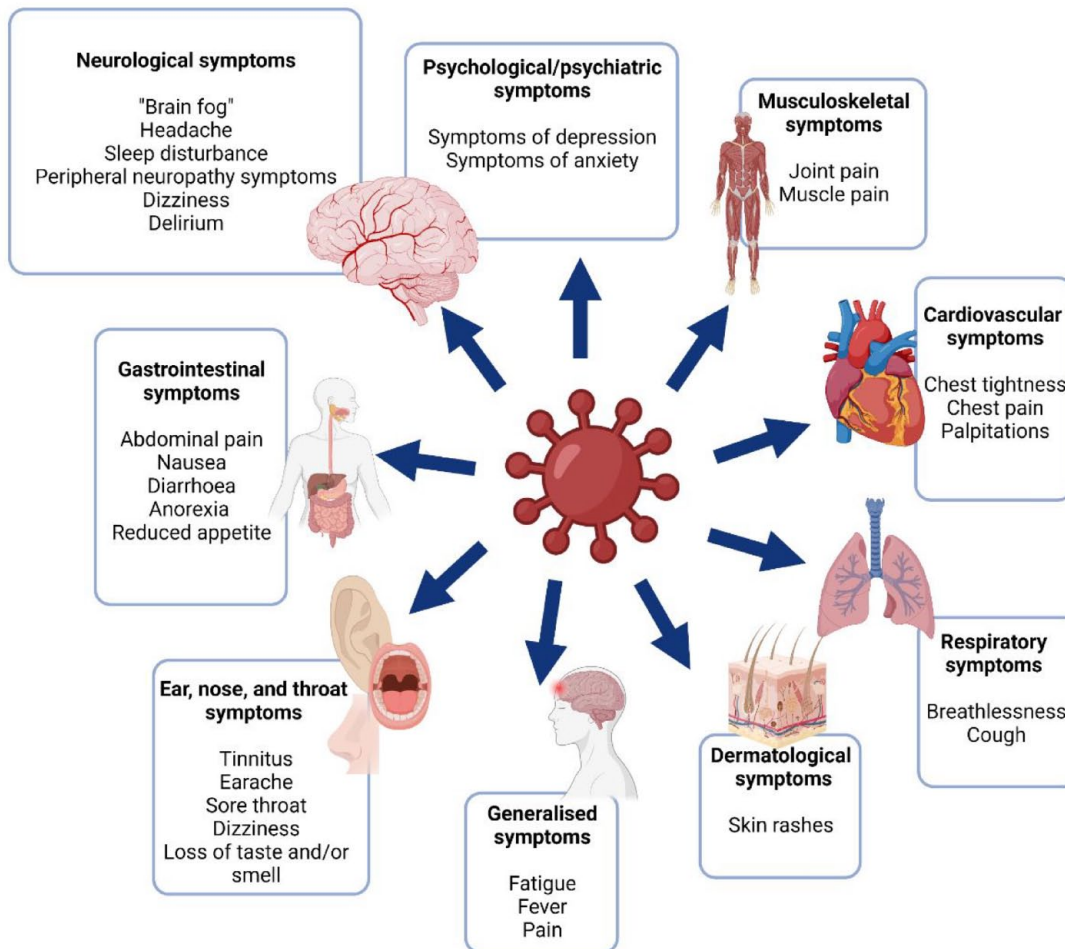 Neurological symptoms
"Brain fog"
Headache
Sleep disturbance
Peripheral neuropathy symptoms
Dizziness
Delirium
Psychological/psychiatric
symptoms
Symptoms of depression
Symptoms of anxiety
Musculoskeletal
symptoms
Joint pain
Muscle pain
Cardiovascular
symptoms
Chest tightness
Chest pain
Palpitations
Gastrointestinal
symptoms
Abdominal pain
Nausea
Diarrhoea
Anorexia
Reduced appetite
Respiratory
symptoms
Breathlessness
Cough
Ear, nose, and throat
symptoms
Tinnitus
Earache
Sore throat
Dizziness
Loss of taste and/or
smell
Generalised
symptoms
Fatigue
Fever
Pain
Dermatological
symptoms
Skin rashes